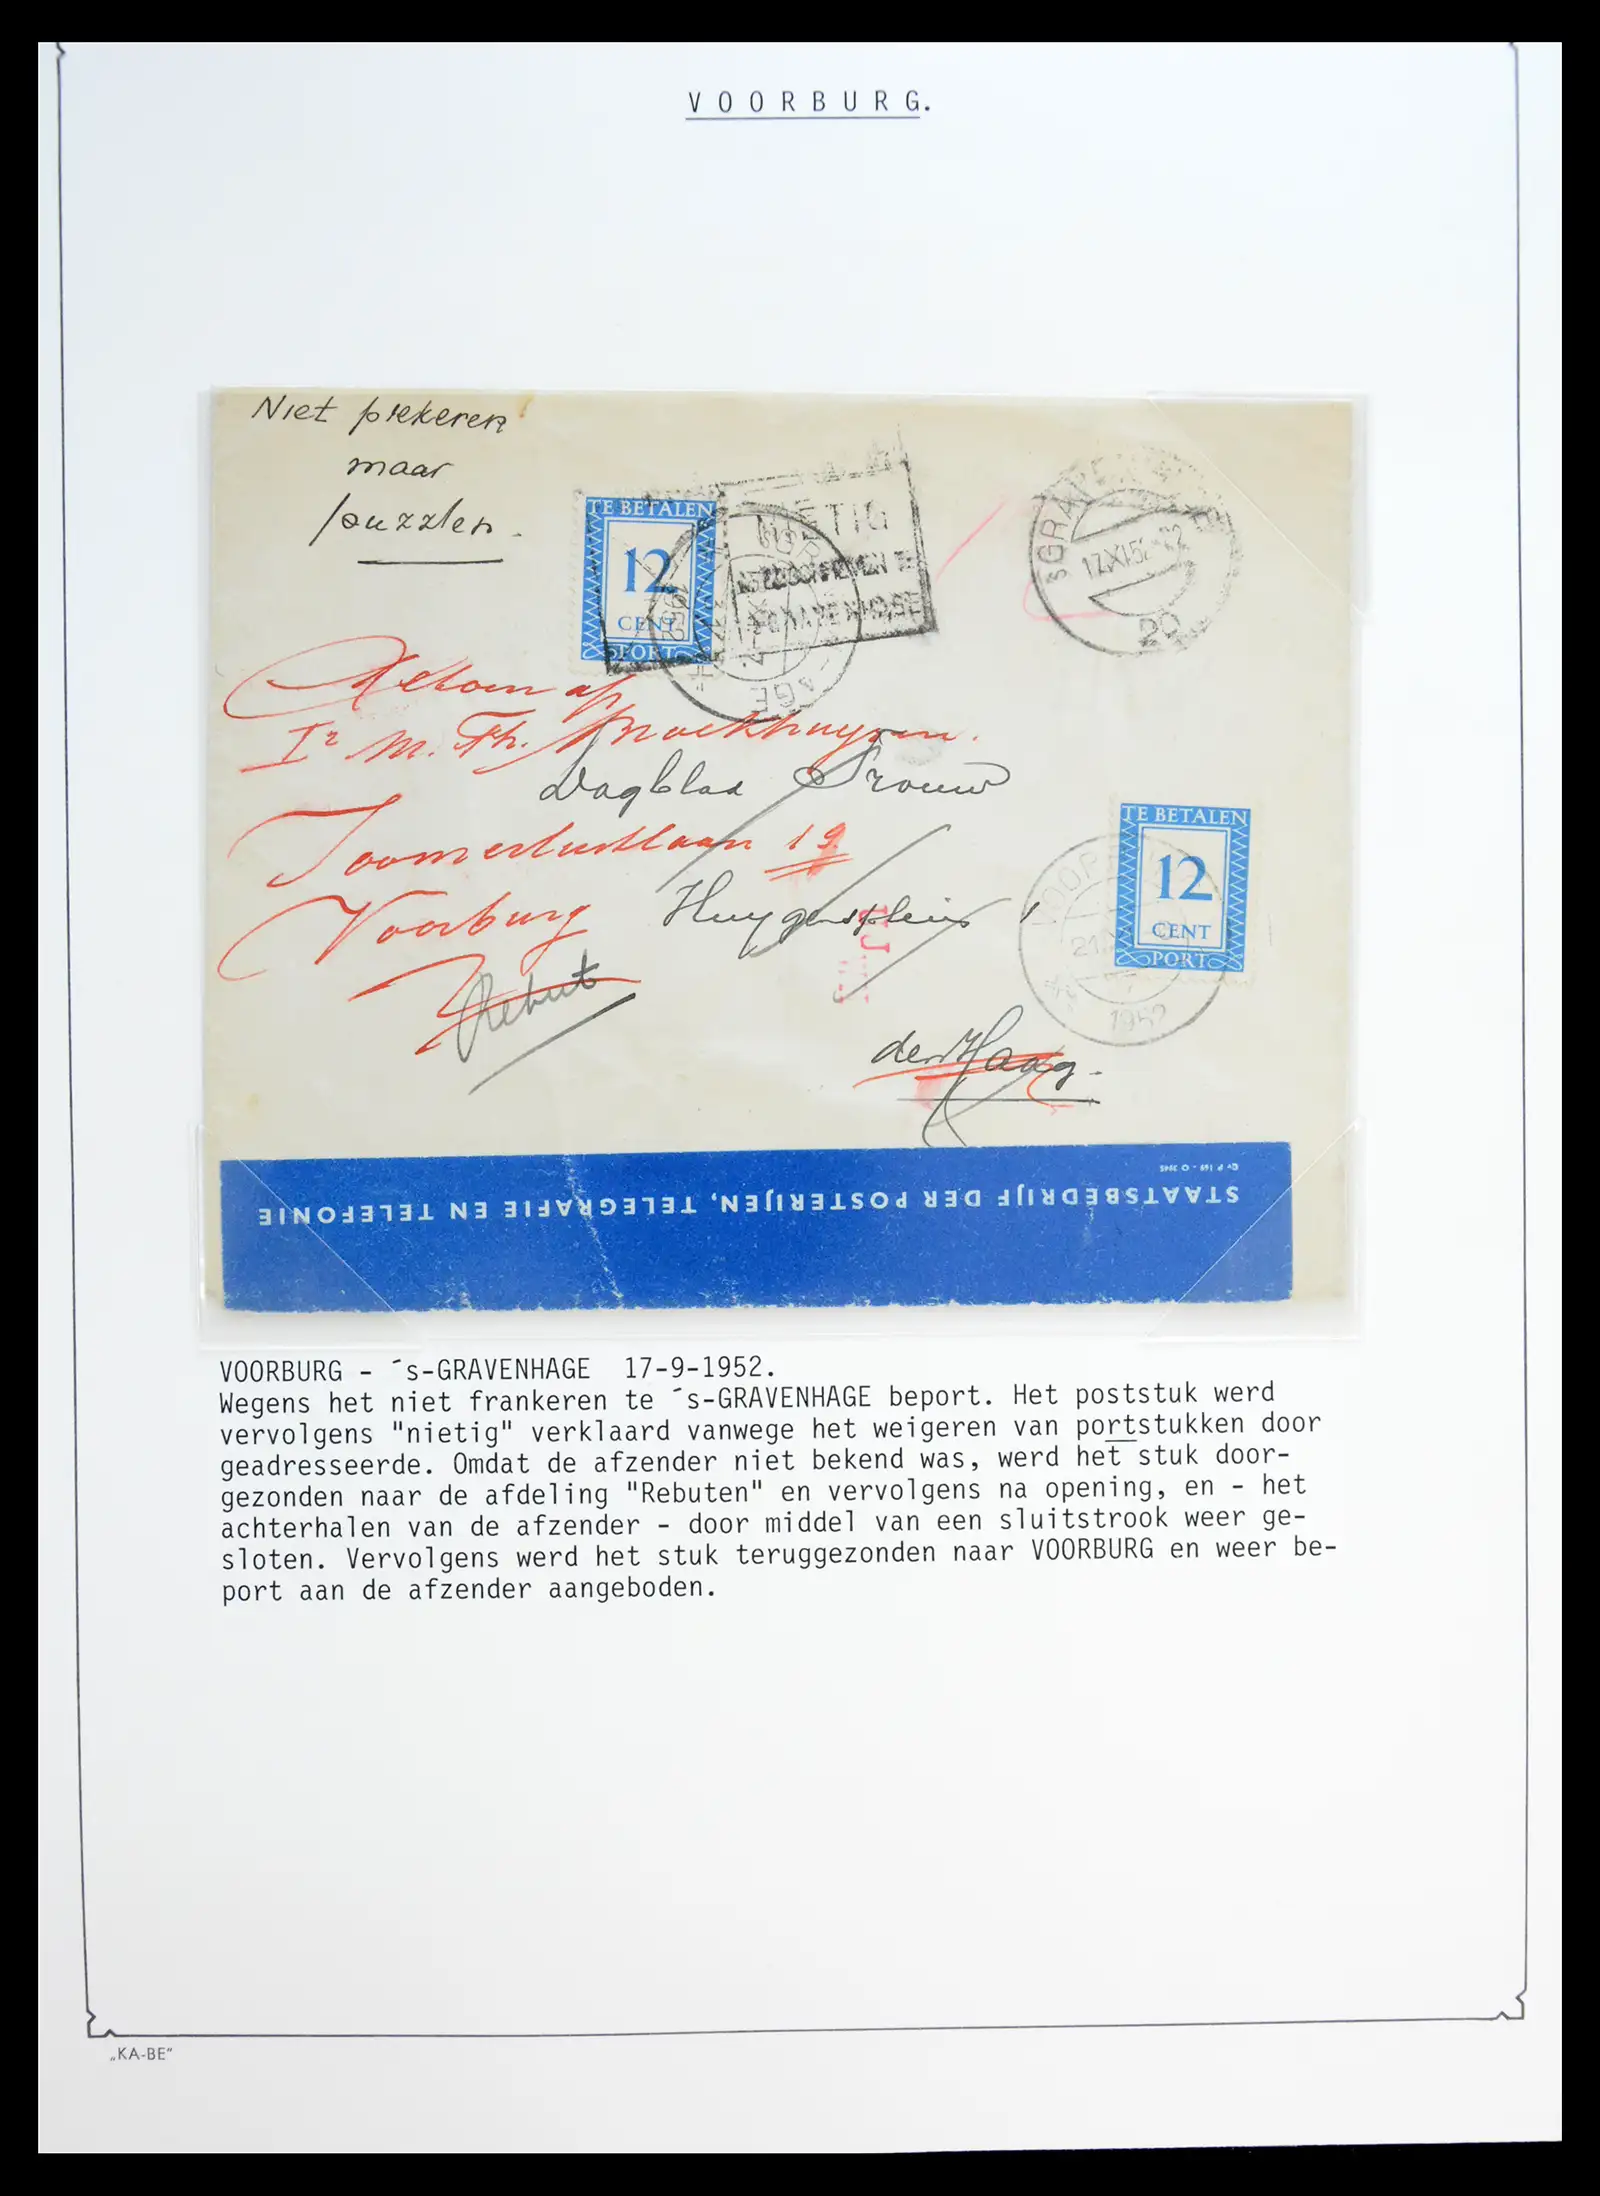 VOORBURG.
Niet piekeren
maar
puzzlen.
TE BETALEN
12
CENT
PORT
NIETIG
'sGRAVENHAGE
17.XI.52
20
Retour af
Ir M. Th.
Dagblad Trouw
19
Voorburg
Huygensplein 1
Rebut
den Haag.
TE BETALEN
12
CENT
PORT
1952
STAATSBEDRIJF DER POSTERIJEN, TELEGRAFIE EN TELEFONIE
VOORBURG - ´s-GRAVENHAGE 17-9-1952.
Wegens het niet frankeren te ´s-GRAVENHAGE beport. Het poststuk werd
vervolgens "nietig" verklaard vanwege het weigeren van portstukken door
geadresseerde. Omdat de afzender niet bekend was, werd het stuk door-
gezonden naar de afdeling "Rebuten" en vervolgens na opening, en - het
achterhalen van de afzender - door middel van een sluitstrook weer ge-
sloten. Vervolgens werd het stuk teruggezonden naar VOORBURG en weer be-
port aan de afzender aangeboden.
„KA-BE"